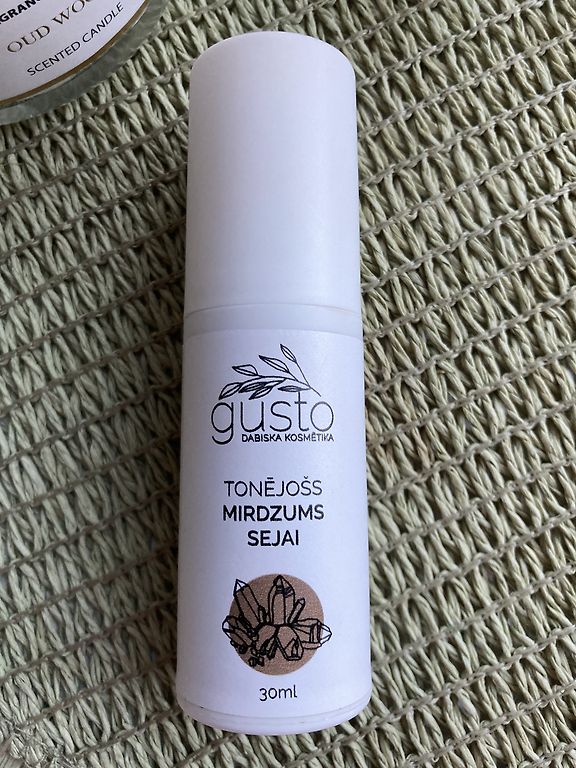 OUD WOO
SCENTED CANDLE
gusto
DABISKA KOSMĒTIKA
TONĒJOŠS
MIRDZUMS
SEJAI
30ml